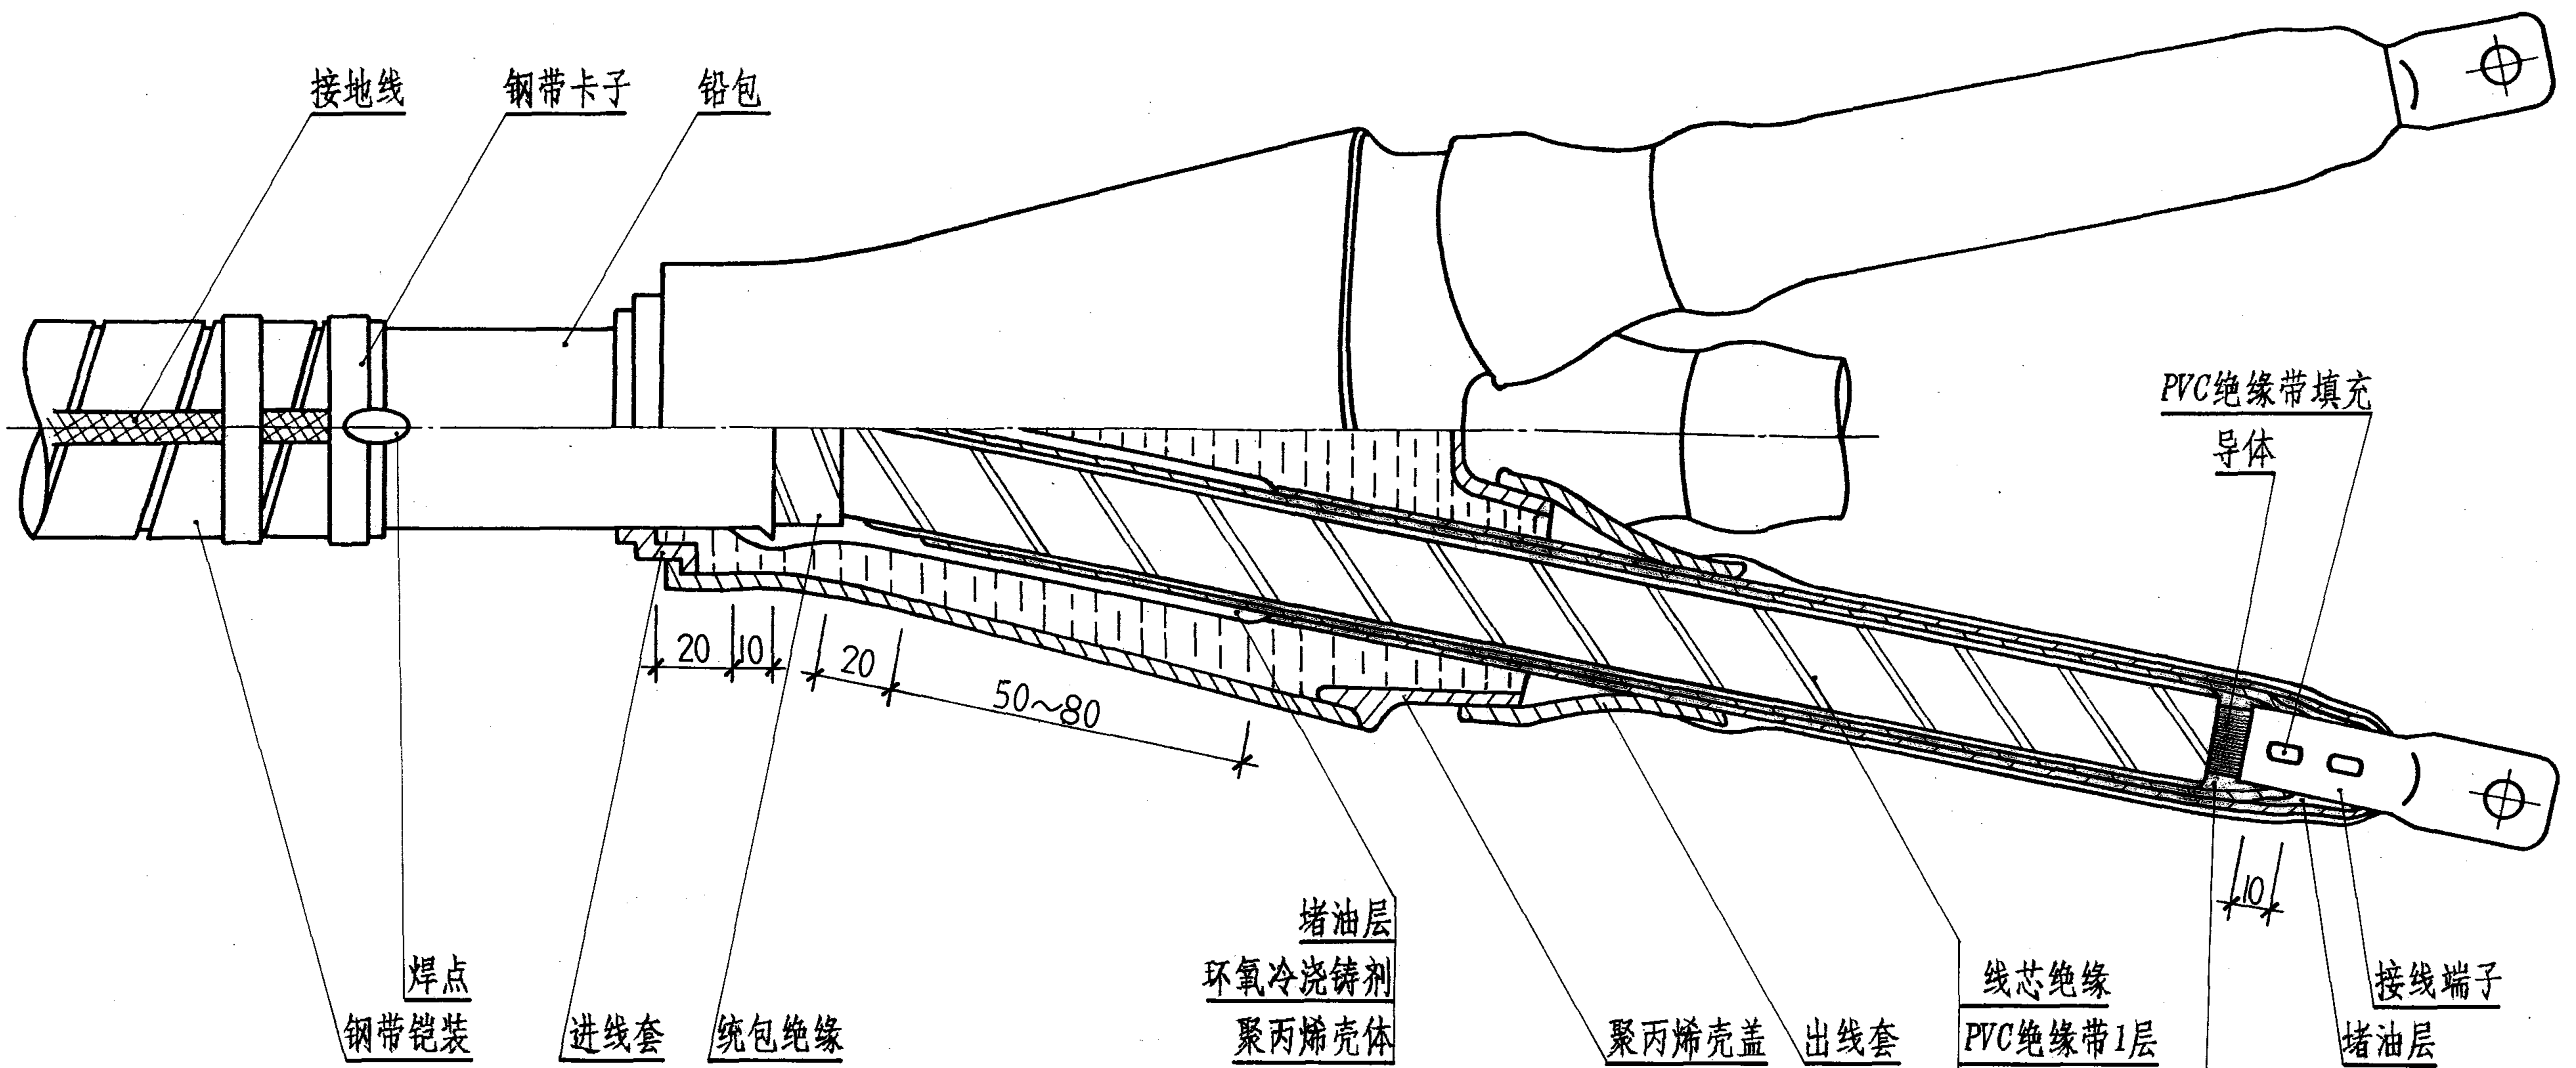 接地线
钢带卡子
铅包
PVC绝缘带填充
导体
20
10
20
50~80
10
堵油层
环氧冷浇铸剂
聚丙烯壳体
焊点
钢带铠装
进线套
统包绝缘
聚丙烯壳盖
出线套
线芯绝缘
PVC绝缘带1层
接线端子
堵油层